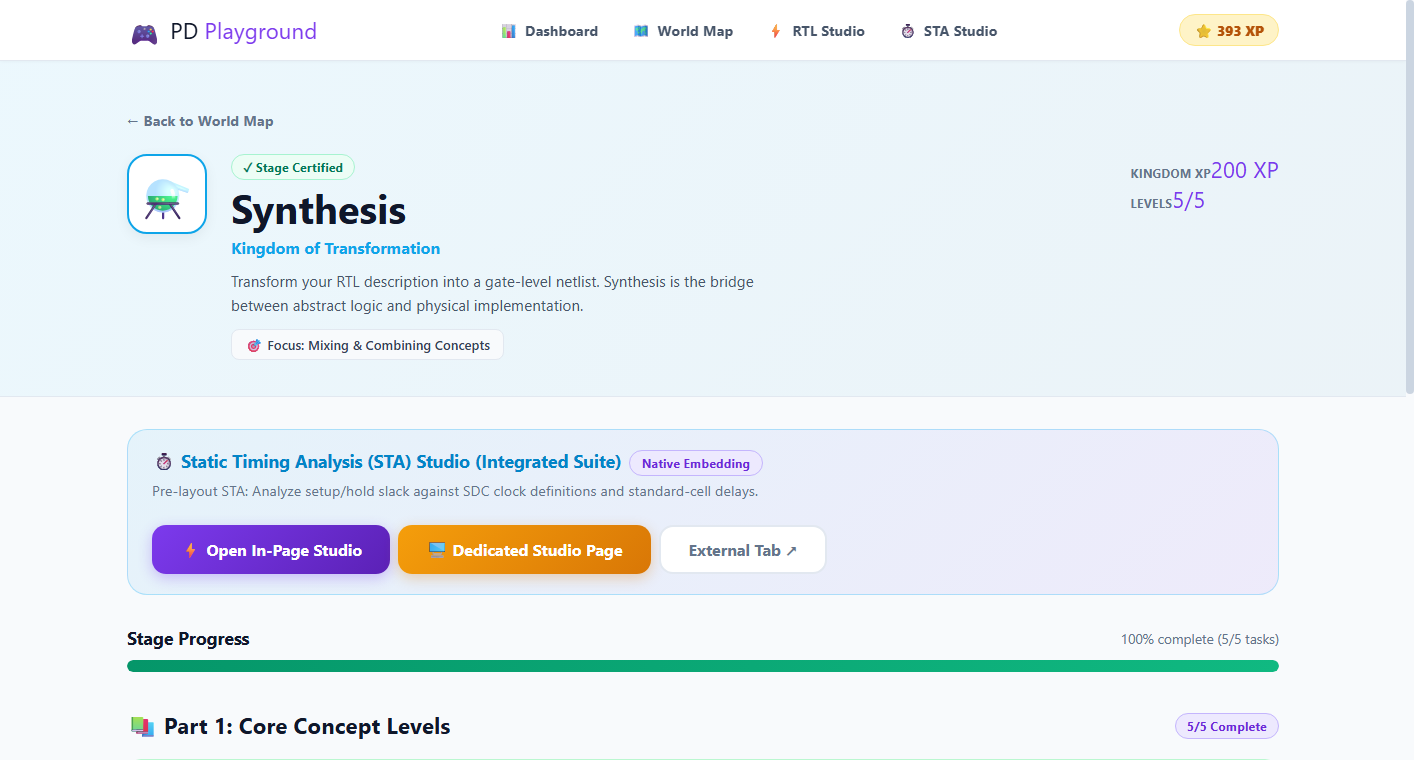 PD Playground
Dashboard
World Map
RTL Studio
STA Studio
393 XP
← Back to World Map
✓ Stage Certified
Synthesis
Kingdom of Transformation
Transform your RTL description into a gate-level netlist. Synthesis is the bridge
between abstract logic and physical implementation.
Focus: Mixing & Combining Concepts
KINGDOM XP200 XP
LEVELS5/5
Static Timing Analysis (STA) Studio (Integrated Suite)
Native Embedding
Pre-layout STA: Analyze setup/hold slack against SDC clock definitions and standard-cell delays.
Open In-Page Studio
Dedicated Studio Page
External Tab ↗
Stage Progress
100% complete (5/5 tasks)
Part 1: Core Concept Levels
5/5 Complete